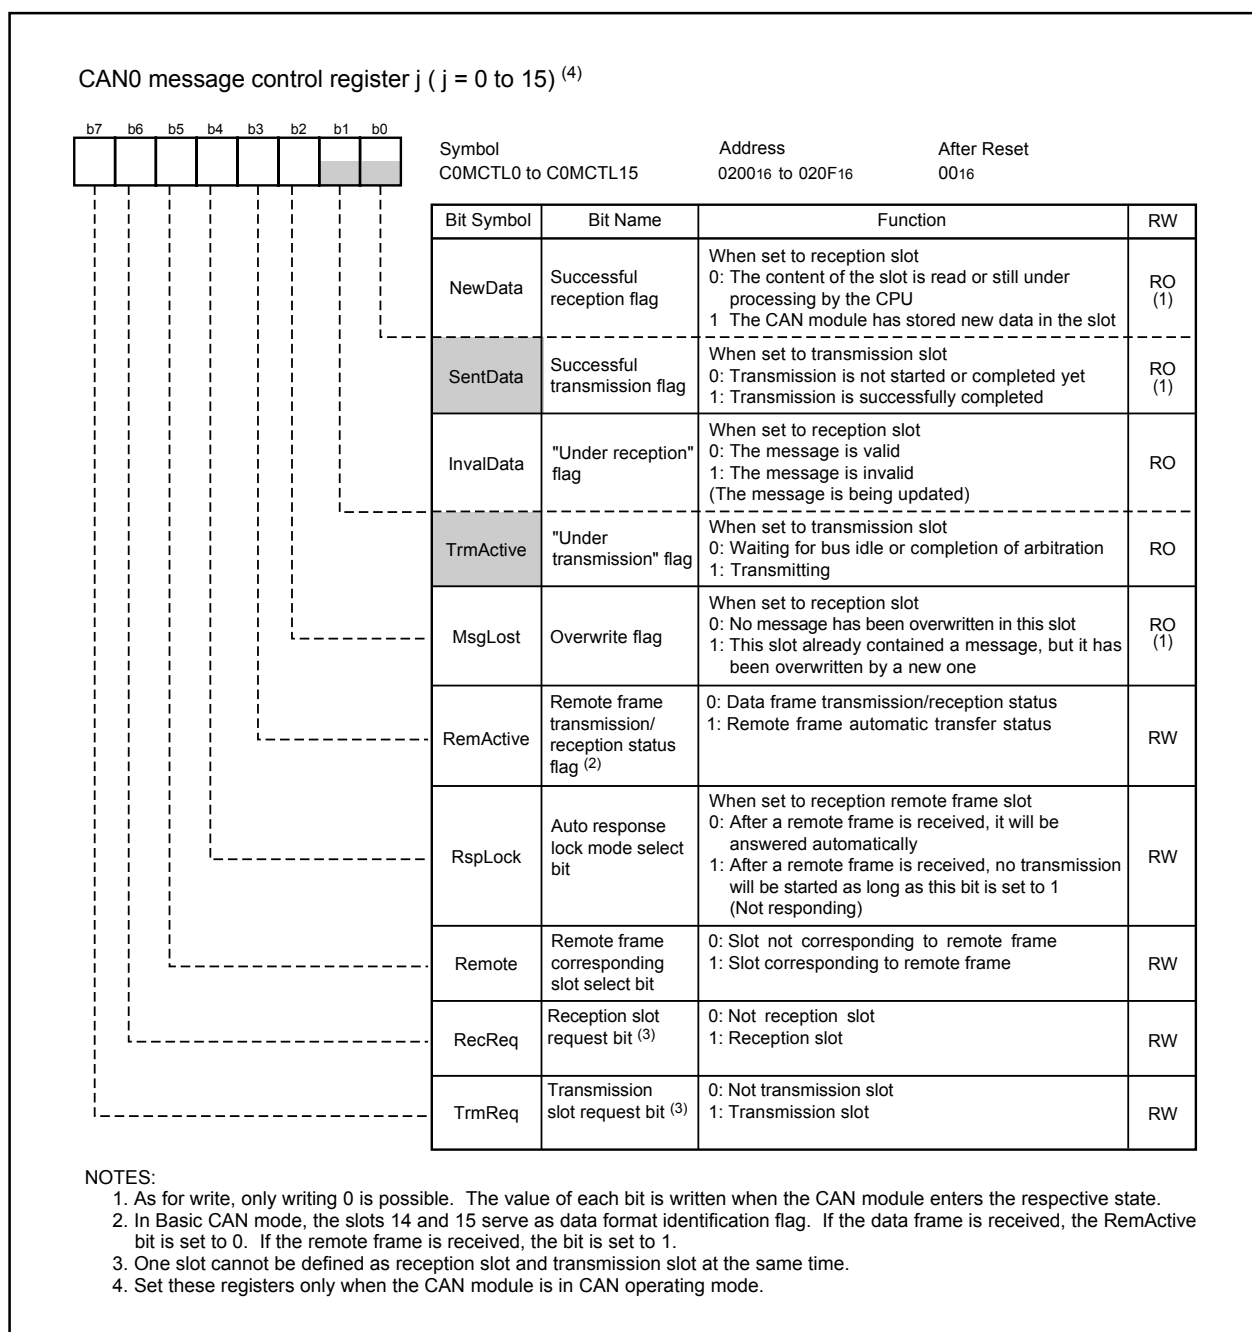 CAN0 message control register j ( j = 0 to 15) (4)
b7 b6 b5 b4 b3 b2 b1 b0
Symbol Address After Reset
C0MCTL0 to C0MCTL15 020016 to 020F16 0016
Bit Symbol Bit Name Function RW
NewData
Successful
reception flag
When set to reception slot
0: The content of the slot is read or still under
processing by the CPU
1 The CAN module has stored new data in the slot
RO
(1)
SentData
Successful
transmission flag
When set to transmission slot
0: Transmission is not started or completed yet
1: Transmission is successfully completed
RO
(1)
InvalData
"Under reception"
flag
When set to reception slot
0: The message is valid
1: The message is invalid
(The message is being updated)
RO
TrmActive
"Under
transmission" flag
When set to transmission slot
0: Waiting for bus idle or completion of arbitration
1: Transmitting
RO
MsgLost
Overwrite flag
When set to reception slot
0: No message has been overwritten in this slot
1: This slot already contained a message, but it has
been overwritten by a new one
RO
(1)
RemActive
Remote frame
transmission/
reception status
flag (2)
0: Data frame transmission/reception status
1: Remote frame automatic transfer status
RW
RspLock
Auto response
lock mode select
bit
When set to reception remote frame slot
0: After a remote frame is received, it will be
answered automatically
1: After a remote frame is received, no transmission
will be started as long as this bit is set to 1
(Not responding)
RW
Remote
Remote frame
corresponding
slot select bit
0: Slot not corresponding to remote frame
1: Slot corresponding to remote frame
RW
RecReq
Reception slot
request bit (3)
0: Not reception slot
1: Reception slot
RW
TrmReq
Transmission
slot request bit (3)
0: Not transmission slot
1: Transmission slot
RW
NOTES:
1. As for write, only writing 0 is possible. The value of each bit is written when the CAN module enters the respective state.
2. In Basic CAN mode, the slots 14 and 15 serve as data format identification flag. If the data frame is received, the RemActive
bit is set to 0. If the remote frame is received, the bit is set to 1.
3. One slot cannot be defined as reception slot and transmission slot at the same time.
4. Set these registers only when the CAN module is in CAN operating mode.